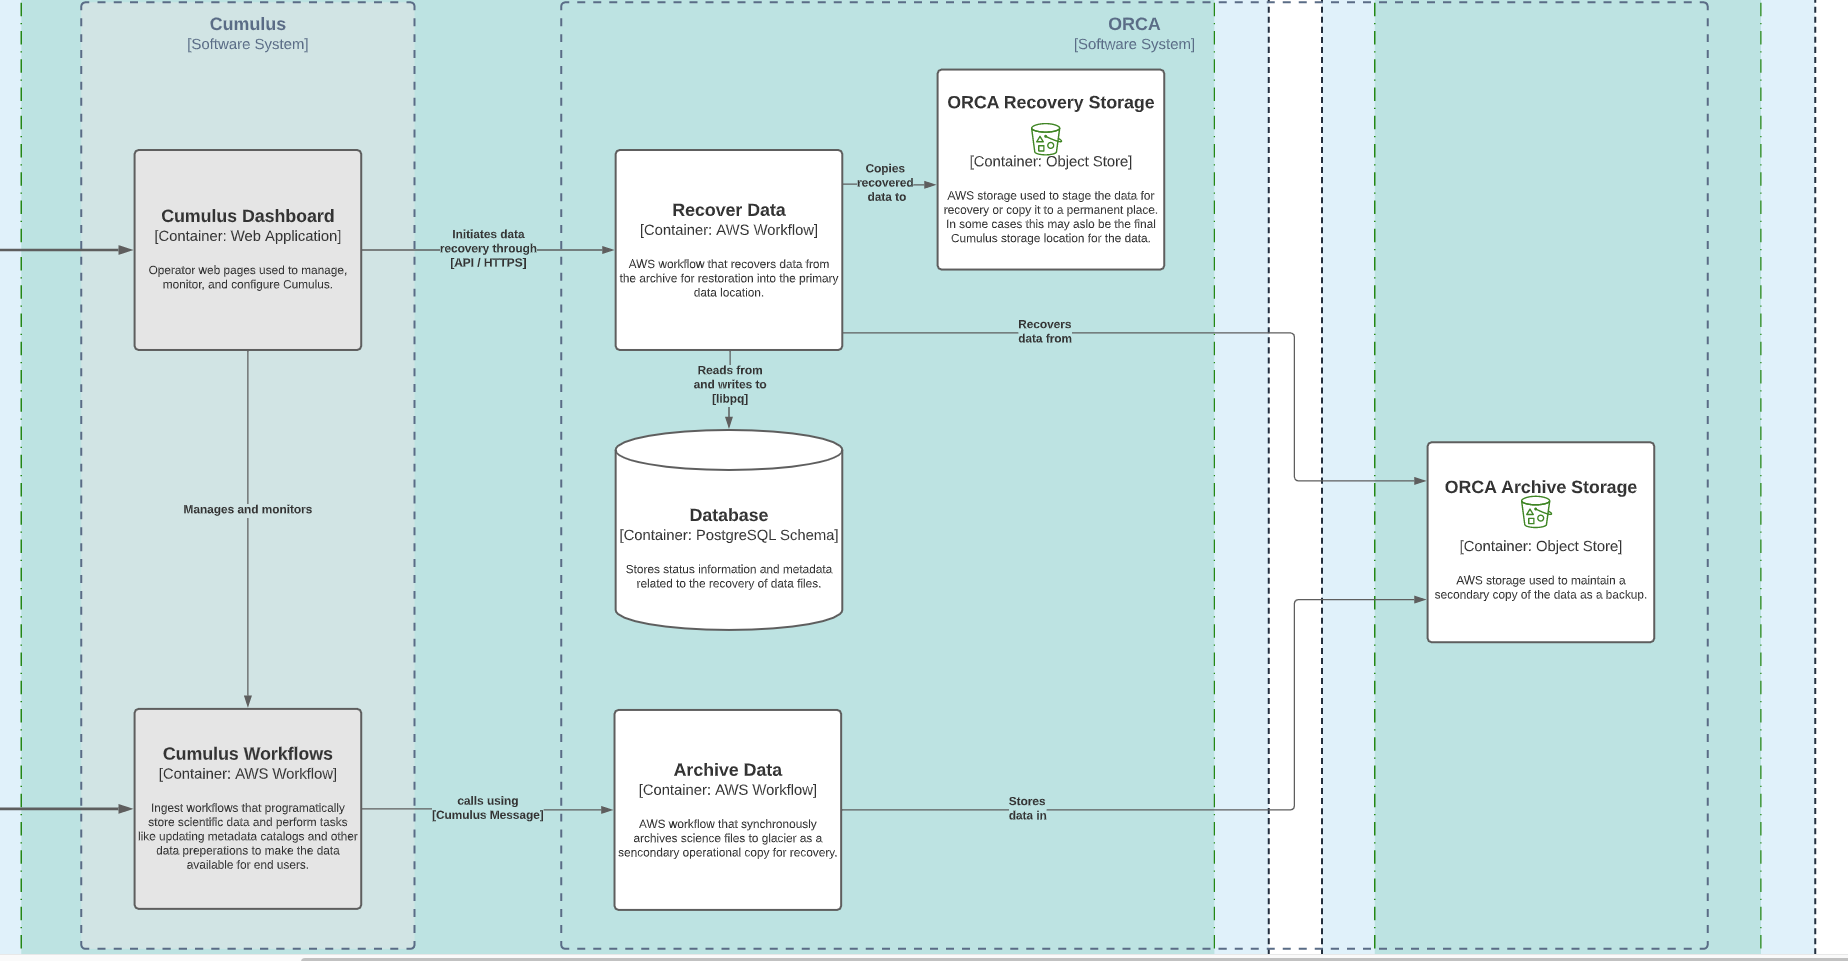 Cumulus
[Software System]
ORCA
[Software System]
Cumulus Dashboard
[Container: Web Application]
Operator web pages used to manage,
monitor, and configure Cumulus.
Initiates data
recovery through
[API / HTTPS]
Recover Data
[Container: AWS Workflow]
AWS workflow that recovers data from
the archive for restoration into the primary
data location.
Copies
recovered
data to
ORCA Recovery Storage
[Container: Object Store]
AWS storage used to stage the data for
recovery or copy it to a permanent place.
In some cases this may aslo be the final
Cumulus storage location for the data.
Recovers
data from
Reads from
and writes to
[libpq]
Database
[Container: PostgreSQL Schema]
Stores status information and metadata
related to the recovery of data files.
ORCA Archive Storage
[Container: Object Store]
AWS storage used to maintain a
secondary copy of the data as a backup.
Manages and monitors
Cumulus Workflows
[Container: AWS Workflow]
Ingest workflows that programatically
store scientific data and perform tasks
like updating metadata catalogs and other
data preperations to make the data
available for end users.
calls using
[Cumulus Message]
Archive Data
[Container: AWS Workflow]
AWS workflow that synchronously
archives science files to glacier as a
sencondary operational copy for recovery.
Stores
data in